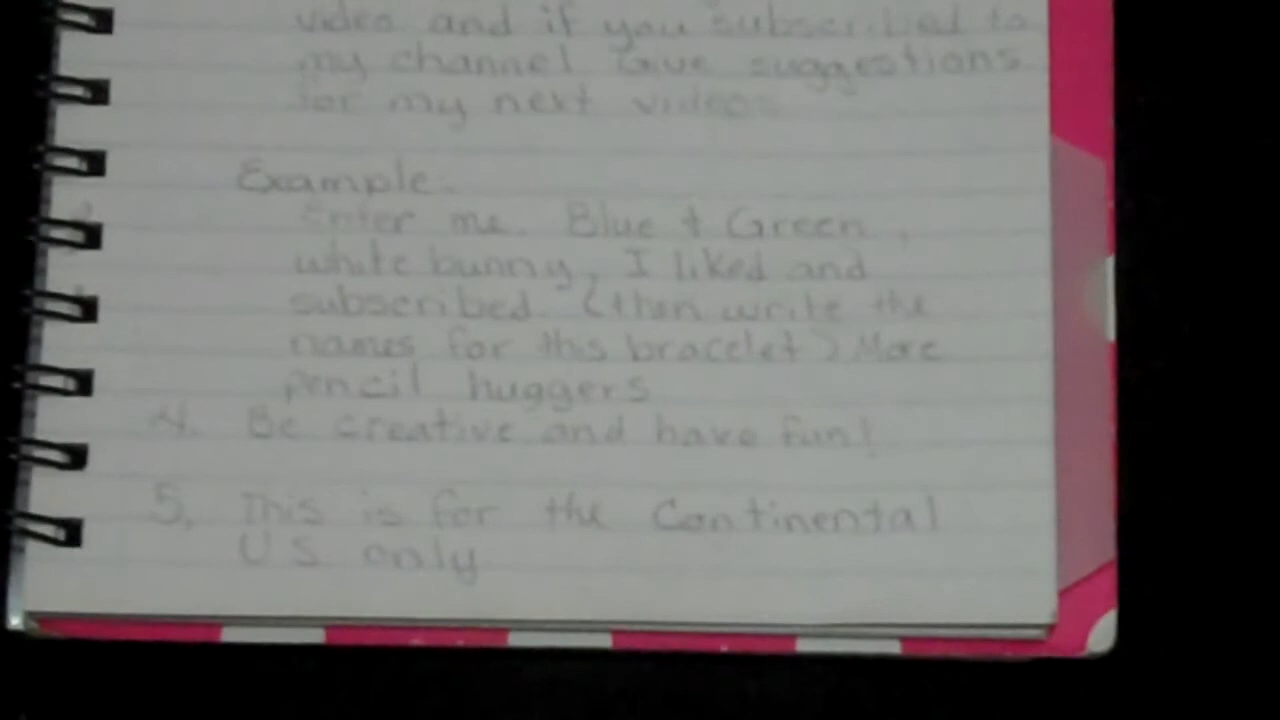 video and if you subscribed to
my channel Give suggestions
for my next videos
Example.
Enter me. Blue & Green,
white bunny, I liked and
subscribed. (then write the
names for this bracelet) More
pencil huggers
4. Be creative and have fun!
5. This is for the Continental
U.S. only